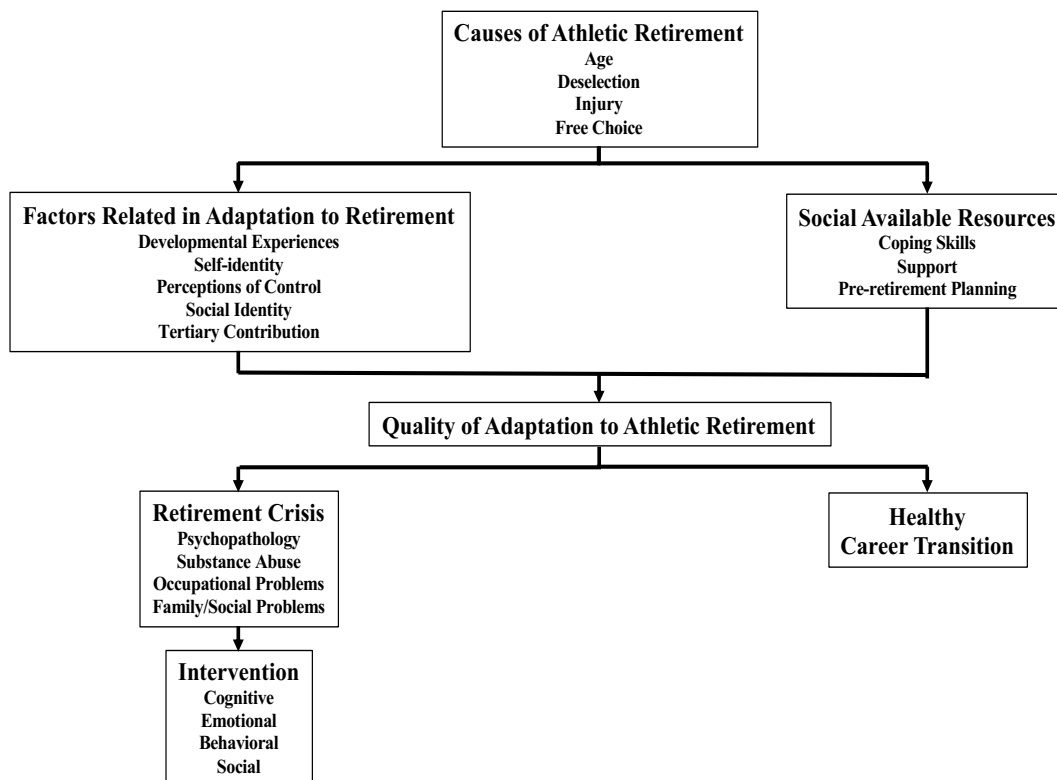 Causes of Athletic Retirement
Age
Deselection
Injury
Free Choice
Factors Related in Adaptation to Retirement
Developmental Experiences
Self-identity
Perceptions of Control
Social Identity
Tertiary Contribution
Social Available Resources
Coping Skills
Support
Pre-retirement Planning
Quality of Adaptation to Athletic Retirement
Retirement Crisis
Psychopathology
Substance Abuse
Occupational Problems
Family/Social Problems
Healthy
Career Transition
Intervention
Cognitive
Emotional
Behavioral
Social